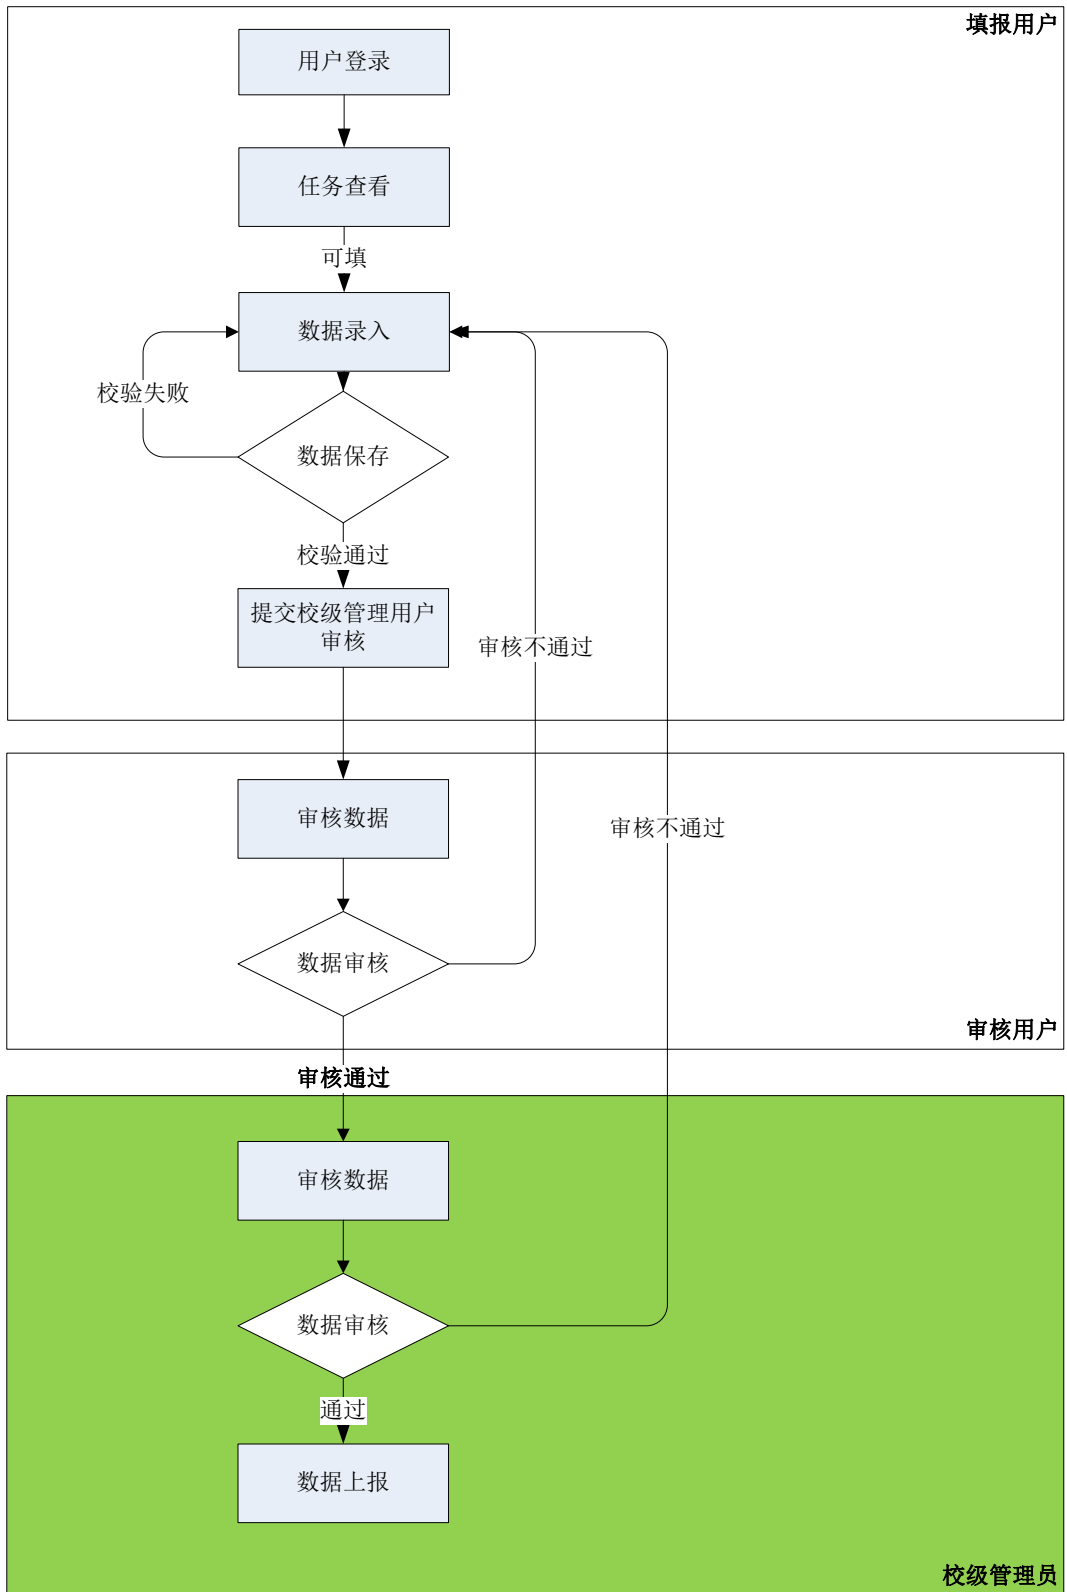 填报用户
用户登录
任务查看
可填
数据录入
校验失败
数据保存
校验通过
提交校级管理用户
审核
审核不通过
审核数据
审核不通过
数据审核
审核用户
审核通过
审核数据
数据审核
通过
数据上报
校级管理员